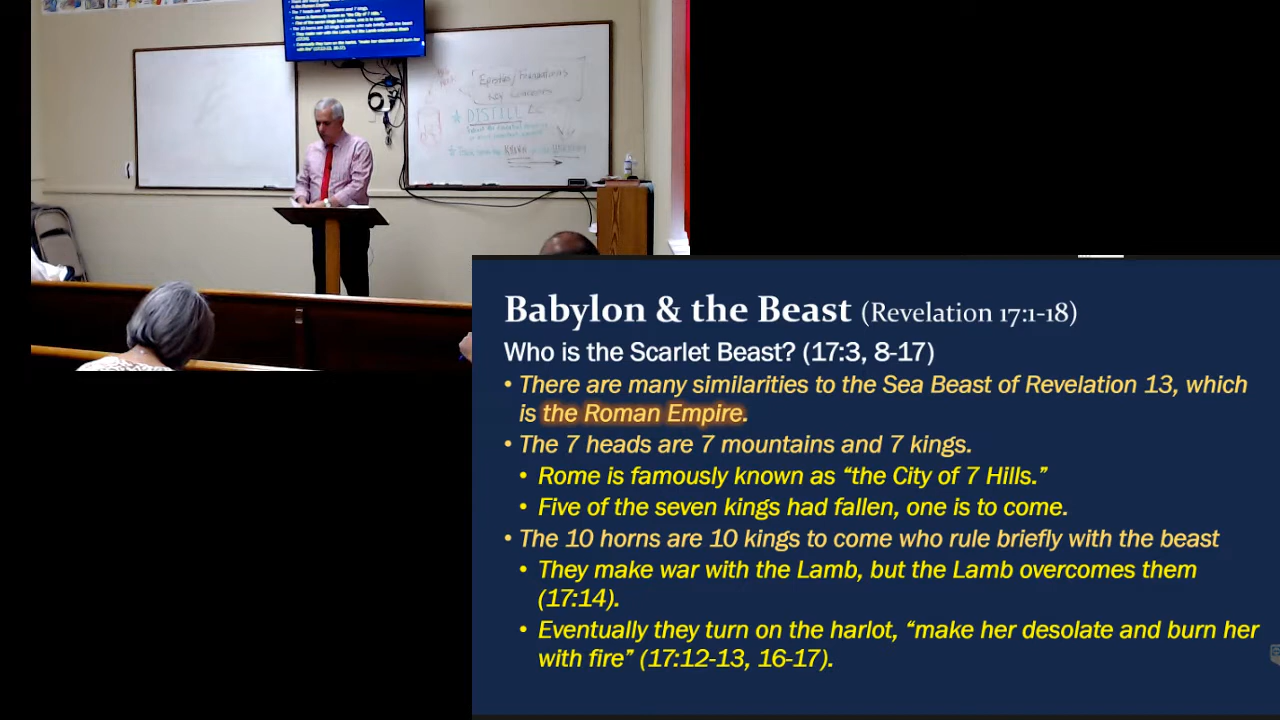 Epistles/Foundations
Key Concepts
DISTILL
Babylon & the Beast (Revelation 17:1-18)
Who is the Scarlet Beast? (17:3, 8-17)
• There are many similarities to the Sea Beast of Revelation 13, which
is the Roman Empire.
• The 7 heads are 7 mountains and 7 kings.
• Rome is famously known as “the City of 7 Hills.”
• Five of the seven kings had fallen, one is to come.
• The 10 horns are 10 kings to come who rule briefly with the beast
• They make war with the Lamb, but the Lamb overcomes them
(17:14).
• Eventually they turn on the harlot, “make her desolate and burn her
with fire” (17:12-13, 16-17).